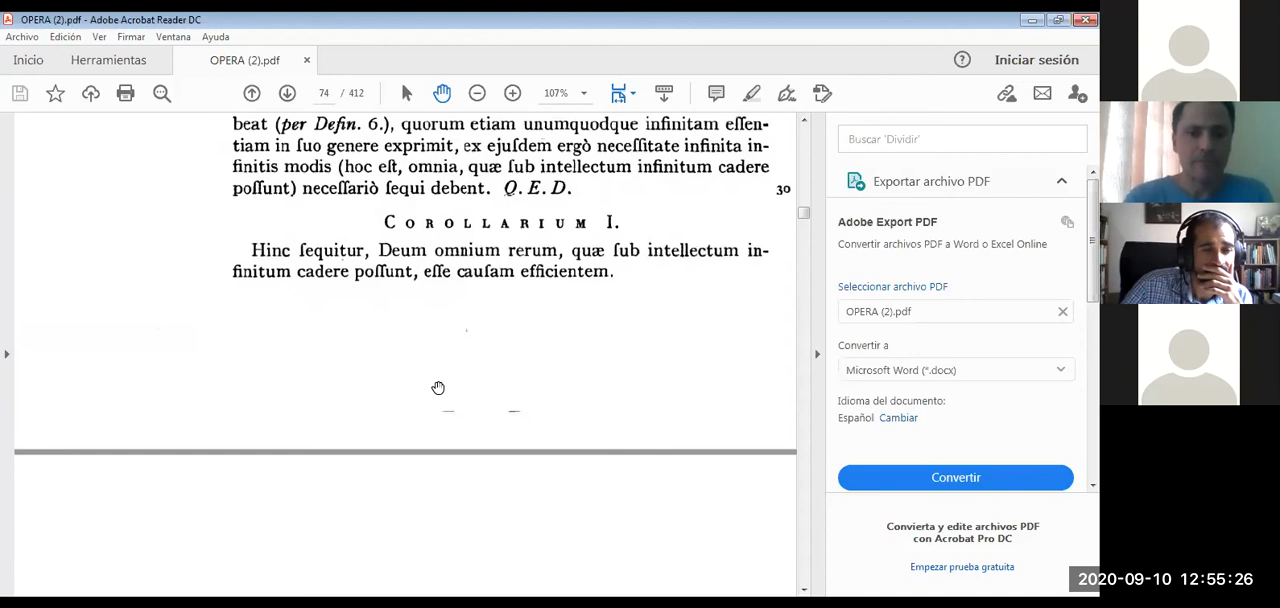 OPERA (2).pdf - Adobe Acrobat Reader DC
Archivo Edición Ver Firmar Ventana Ayuda
Inicio Herramientas OPERA (2).pdf ×
Iniciar sesión
74 / 412 107%
beat (per Defin. 6.), quorum etiam unumquodque infinitam eſſen-
tiam in ſuo genere exprimit, ex ejuſdem ergò neceſſitate infinita in-
finitis modis (hoc eſt, omnia, quæ ſub intellectum infinitum cadere
poſſunt) neceſſariò ſequi debent. Q. E. D. 30
COROLLARIUM I.
Hinc ſequitur, Deum omnium rerum, quæ ſub intellectum in-
finitum cadere poſſunt, eſſe cauſam efficientem.
Buscar 'Dividir'
Exportar archivo PDF
Adobe Export PDF
Convertir archivos PDF a Word o Excel Online
Seleccionar archivo PDF
OPERA (2).pdf
Convertir a
Microsoft Word (*.docx)
Idioma del documento:
Español Cambiar
Convertir
Convierta y edite archivos PDF
con Acrobat Pro DC
Empezar prueba gratuita
2020-09-10 12:55:26